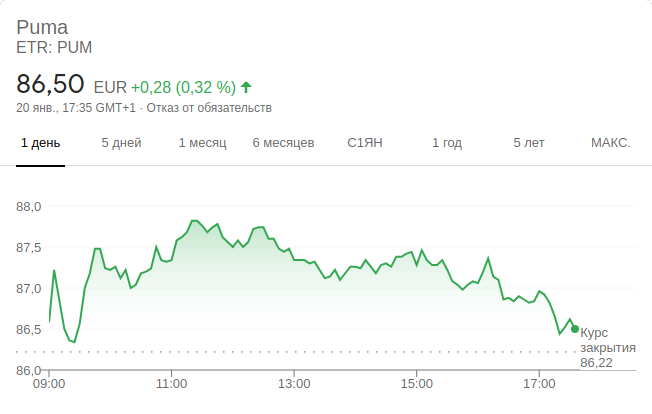 Puma
ETR: PUM
86,50 EUR +0,28 (0,32 %)
20 янв., 17:35 GMT+1 · Отказ от обязательств
1 день 5 дней 1 месяц 6 месяцев С1ЯН 1 год 5 лет МАКС.
88,0
87,5
87,0
86,5
Курс
закрытия
86,22
86,0
09:00 11:00 13:00 15:00 17:00